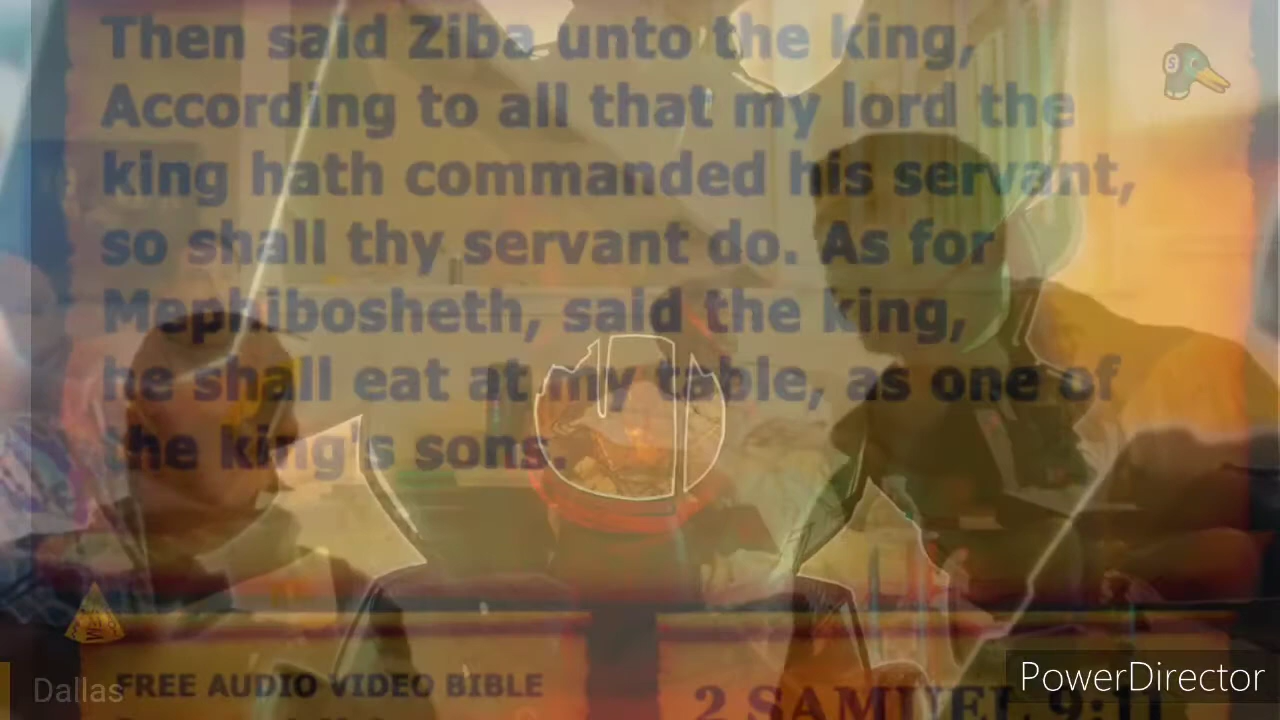 Then said Ziba unto the king,
According to all that my lord the
king hath commanded his servant,
so shall thy servant do. As for
Mephibosheth, said the king,
he shall eat at my table, as one of
the king's sons.
Dallas
FREE AUDIO VIDEO BIBLE
2 SAMUEL 9:11
PowerDirector